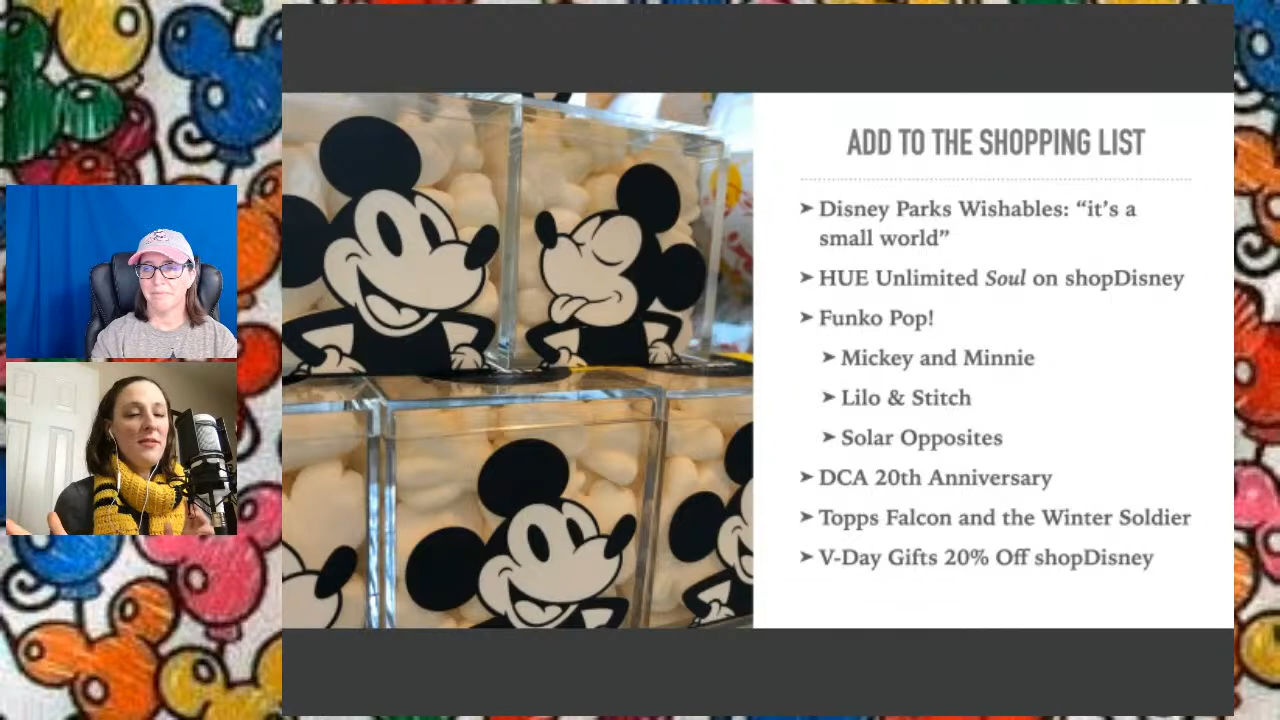 ADD TO THE SHOPPING LIST
➤ Disney Parks Wishables: “it’s a
small world”
➤ HUE Unlimited Soul on shopDisney
➤ Funko Pop!
➤ Mickey and Minnie
➤ Lilo & Stitch
➤ Solar Opposites
➤ DCA 20th Anniversary
➤ Topps Falcon and the Winter Soldier
➤ V-Day Gifts 20% Off shopDisney